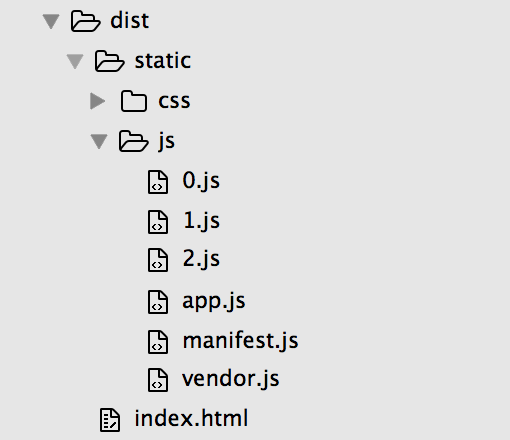 dist
static
css
js
0.js
1.js
2.js
app.js
manifest.js
vendor.js
index.html